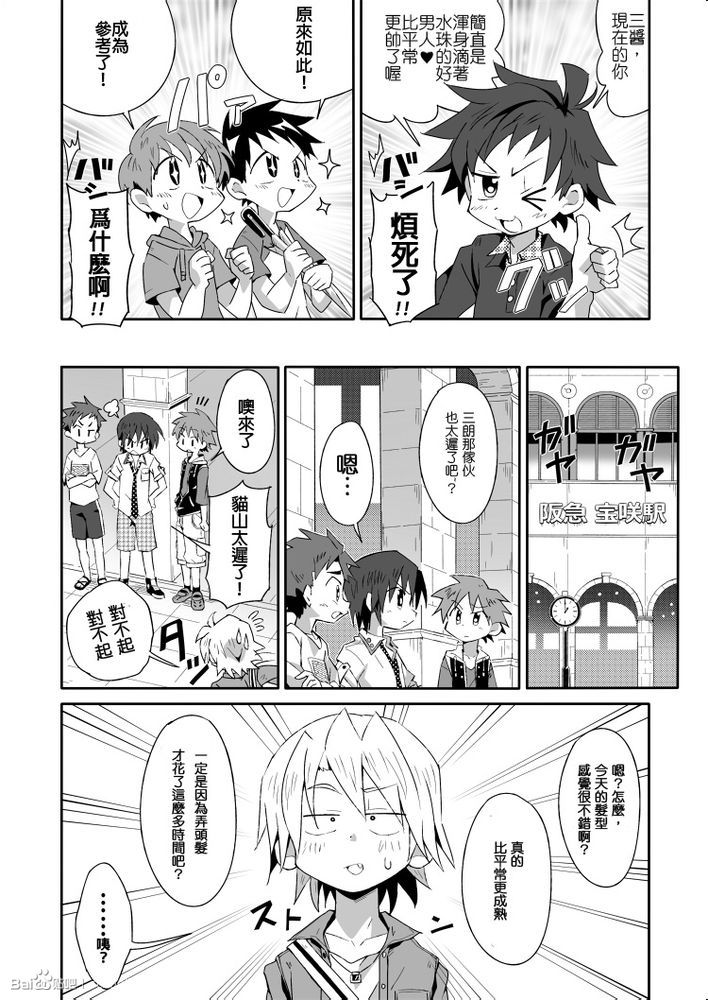 三醬，
現在的你
簡直是
渾身滴著
水珠的好
男人♥
比平常
更帥了喔
煩死了!!
バシ
グッ
原來如此！
成為
參考了！
パァ
バシ
爲什麼啊!!
阪急 宝咲駅
ガヤ
ガヤ
三朗那傢伙
也太遲了吧？
嗯…
噢來了
貓山太遲了！
對不起
對不起
ダッ
嗯？怎麼，
今天的髮型
感覺很不錯啊？
真的
比平常更成熟
一定是因為弄頭髮
才花了這麼多時間吧？
……咦？
ストン
Bai 贴吧